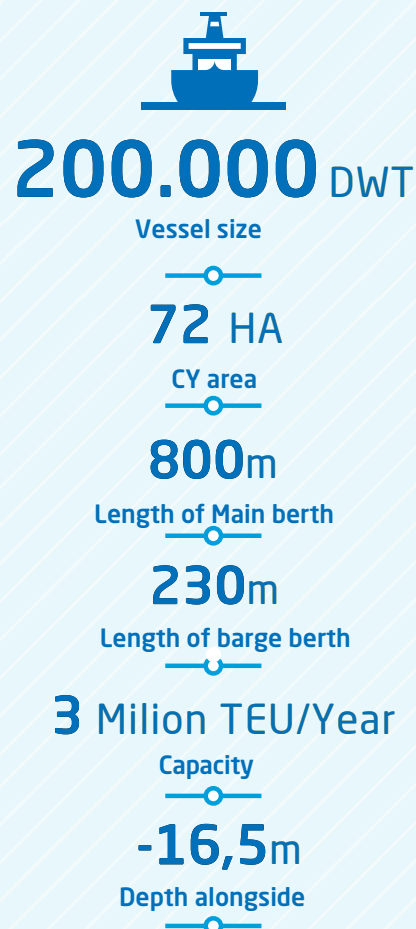 200.000 DWT
Vessel size
72 HA
CY area
800m
Length of Main berth
230m
Length of barge berth
3 Milion TEU/Year
Capacity
-16,5m
Depth alongside